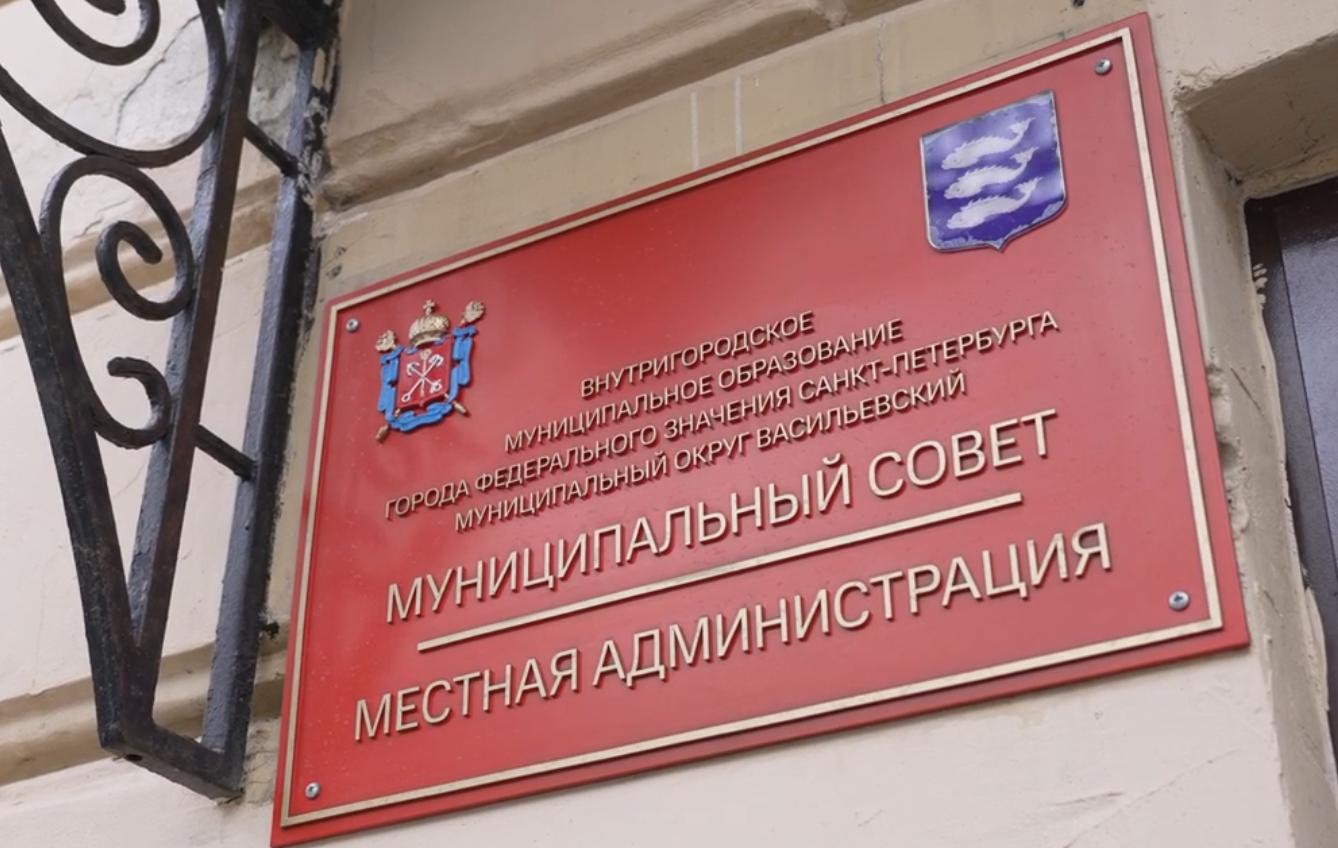 ВНУТРИГОРОДСКОЕ
МУНИЦИПАЛЬНОЕ ОБРАЗОВАНИЕ
ГОРОДА ФЕДЕРАЛЬНОГО ЗНАЧЕНИЯ САНКТ-ПЕТЕРБУРГА
МУНИЦИПАЛЬНЫЙ ОКРУГ ВАСИЛЬЕВСКИЙ
МУНИЦИПАЛЬНЫЙ СОВЕТ
МЕСТНАЯ АДМИНИСТРАЦИЯ